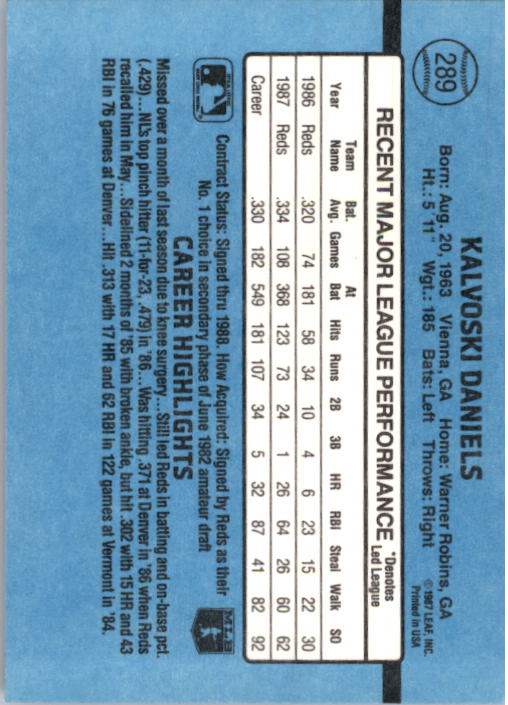 289
KALVOSKI DANIELS
Born: Aug. 20, 1963 Vienna, GA Home: Warner Robins, GA
Ht.: 5'11" Wgt.: 185 Bats: Left Throws: Right
©1987 LEAF, INC.
Printed in USA
RECENT MAJOR LEAGUE PERFORMANCE *Denotes
Led League
Year Team Name Bat. Avg. Games At Bat Hits Runs 2B 3B HR RBI Steal Walk SO
1986 Reds .320 74 181 58 34 10 4 6 23 15 22 30
1987 Reds .334 108 368 123 73 24 1 26 64 26 60 62
Career .330 182 549 181 107 34 5 32 87 41 82 92
Contract Status: Signed thru 1988. How Acquired: Signed by Reds as their
No. 1 choice in secondary phase of June 1982 amateur draft
MLB
CAREER HIGHLIGHTS
Missed over a month of last season due to knee surgery...Still led Reds in batting and on-base pct.
(.429)...NL's top pinch hitter (11-for-23, .479) in '86...Was hitting .371 at Denver in '86 when Reds
recalled him in May...Sidelined 2 months of '85 with broken ankle, but hit .302 with 15 HR and 43
RBI in 76 games at Denver...Hit .313 with 17 HR and 62 RBI in 122 games at Vermont in '84.